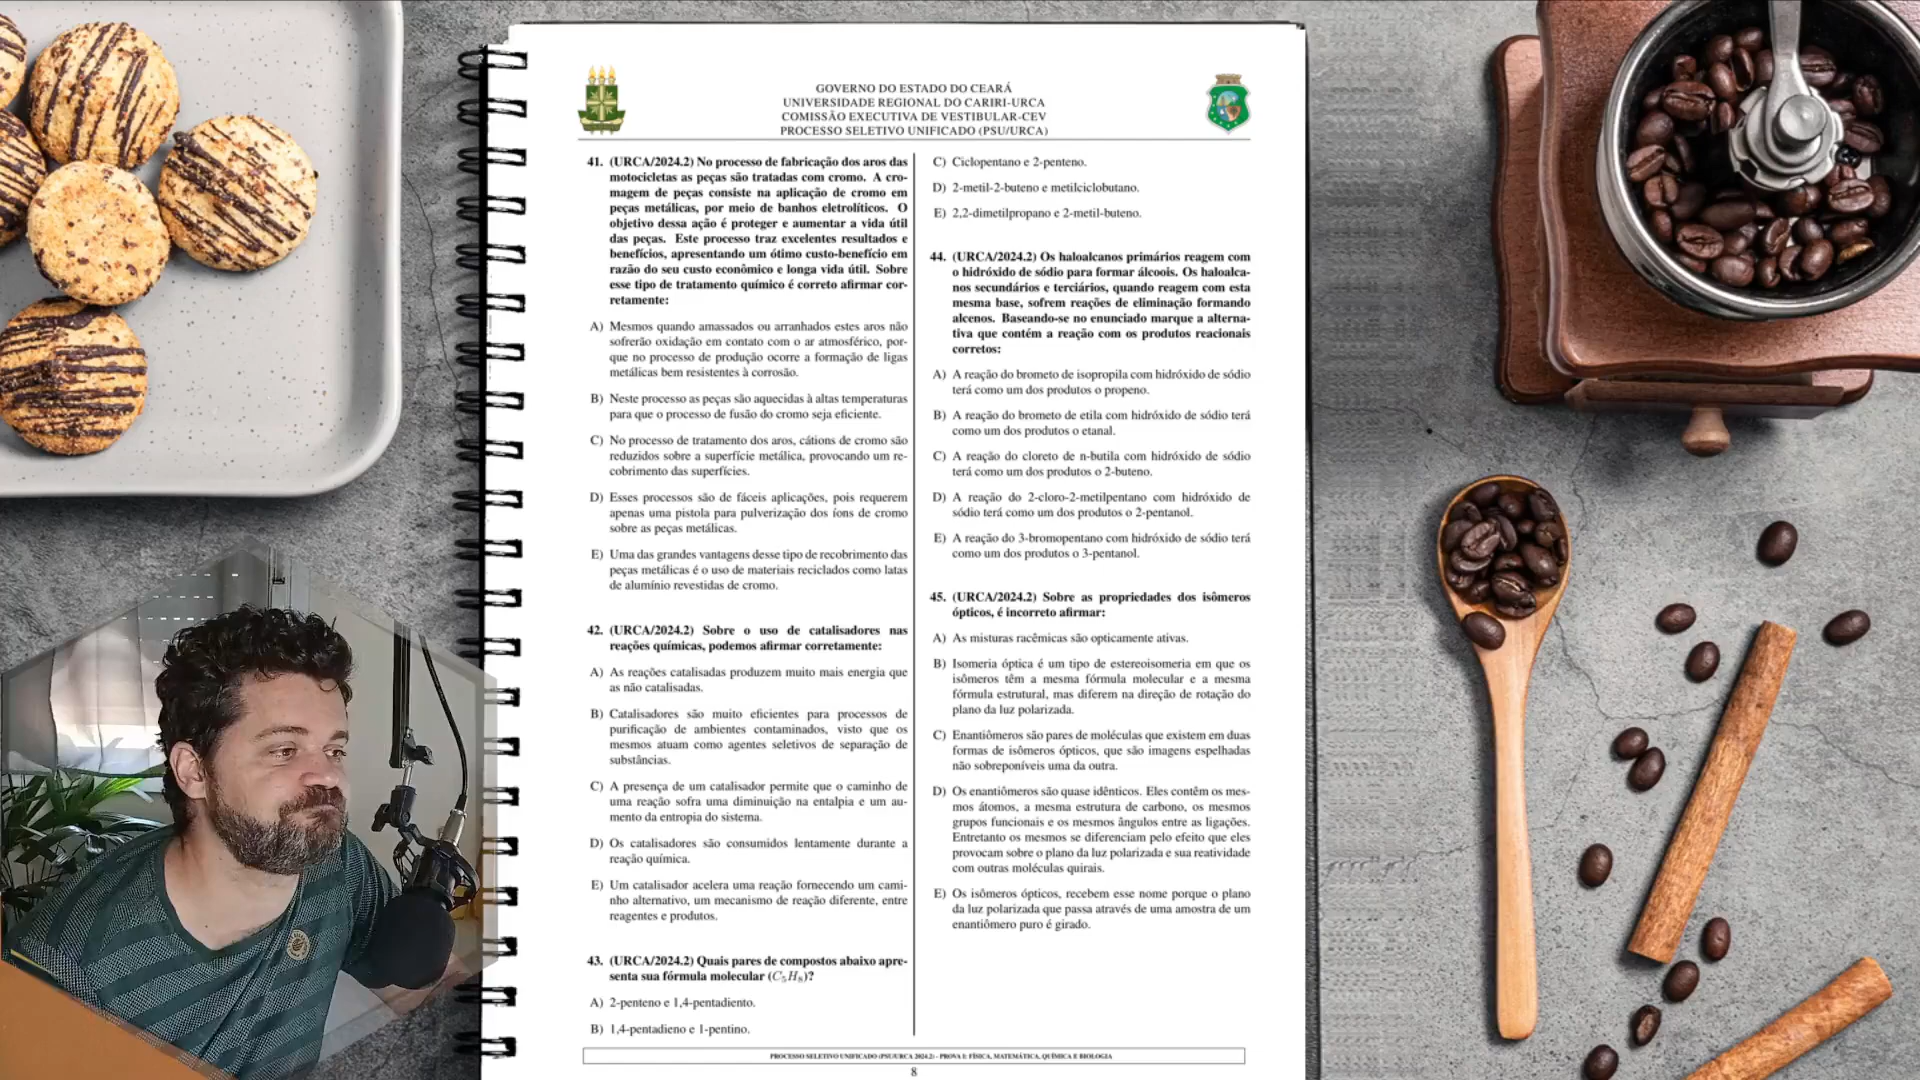 GOVERNO DO ESTADO DO CEARÁ
UNIVERSIDADE REGIONAL DO CARIRI-URCA
COMISSÃO EXECUTIVA DE VESTIBULAR-CEV
PROCESSO SELETIVO UNIFICADO (PSU/URCA)
41. (URCA/2024.2) No processo de fabricação dos aros das
motocicletas as peças são tratadas com cromo. A cro-
magem de peças consiste na aplicação de cromo em
peças metálicas, por meio de banhos eletrolíticos. O
objetivo dessa ação é proteger e aumentar a vida útil
das peças. Este processo traz excelentes resultados e
benefícios, apresentando um ótimo custo-benefício em
razão do seu custo econômico e longa vida útil. Sobre
esse tipo de tratamento químico é correto afirmar cor-
retamente:
A) Mesmos quando amassados ou arranhados estes aros não
sofrerão oxidação em contato com o ar atmosférico, por-
que no processo de produção ocorre a formação de ligas
metálicas bem resistentes à corrosão.
B) Neste processo as peças são aquecidas à altas temperaturas
para que o processo de fusão do cromo seja eficiente.
C) No processo de tratamento dos aros, cátions de cromo são
reduzidos sobre a superfície metálica, provocando um re-
cobrimento das superfícies.
D) Esses processos são de fáceis aplicações, pois requerem
apenas uma pistola para pulverização dos íons de cromo
sobre as peças metálicas.
E) Uma das grandes vantagens desse tipo de recobrimento das
peças metálicas é o uso de materiais reciclados como latas
de alumínio revestidas de cromo.
42. (URCA/2024.2) Sobre o uso de catalisadores nas
reações químicas, podemos afirmar corretamente:
A) As reações catalisadas produzem muito mais energia que
as não catalisadas.
B) Catalisadores são muito eficientes para processos de
purificação de ambientes contaminados, visto que os
mesmos atuam como agentes seletivos de separação de
substâncias.
C) A presença de um catalisador permite que o caminho de
uma reação sofra uma diminuição na entalpia e um au-
mento da entropia do sistema.
D) Os catalisadores são consumidos lentamente durante a
reação química.
E) Um catalisador acelera uma reação fornecendo um cami-
nho alternativo, um mecanismo de reação diferente, entre
reagentes e produtos.
43. (URCA/2024.2) Quais pares de compostos abaixo apre-
senta sua fórmula molecular (C₅H₈)?
A) 2-penteno e 1,4-pentadiento.
B) 1,4-pentadieno e 1-pentino.
C) Ciclopentano e 2-penteno.
D) 2-metil-2-buteno e metilciclobutano.
E) 2,2-dimetilpropano e 2-metil-buteno.
44. (URCA/2024.2) Os haloalcanos primários reagem com
o hidróxido de sódio para formar álcoois. Os haloalca-
nos secundários e terciários, quando reagem com esta
mesma base, sofrem reações de eliminação formando
alcenos. Baseando-se no enunciado marque a alterna-
tiva que contém a reação com os produtos reacionais
corretos:
A) A reação do brometo de isopropila com hidróxido de sódio
terá como um dos produtos o propeno.
B) A reação do brometo de etila com hidróxido de sódio terá
como um dos produtos o etanal.
C) A reação do cloreto de n-butila com hidróxido de sódio
terá como um dos produtos o 2-buteno.
D) A reação do 2-cloro-2-metilpentano com hidróxido de
sódio terá como um dos produtos o 2-pentanol.
E) A reação do 3-bromopentano com hidróxido de sódio terá
como um dos produtos o 3-pentanol.
45. (URCA/2024.2) Sobre as propriedades dos isômeros
ópticos, é incorreto afirmar:
A) As misturas racêmicas são opticamente ativas.
B) Isomeria óptica é um tipo de estereoisomeria em que os
isômeros têm a mesma fórmula molecular e a mesma
fórmula estrutural, mas diferem na direção de rotação do
plano da luz polarizada.
C) Enantiômeros são pares de moléculas que existem em duas
formas de isômeros ópticos, que são imagens espelhadas
não sobreponíveis uma da outra.
D) Os enantiômeros são quase idênticos. Eles contêm os mes-
mos átomos, a mesma estrutura de carbono, os mesmos
grupos funcionais e os mesmos ângulos entre as ligações.
Entretanto os mesmos se diferenciam pelo efeito que eles
provocam sobre o plano da luz polarizada e sua reatividade
com outras moléculas quirais.
E) Os isômeros ópticos, recebem esse nome porque o plano
da luz polarizada que passa através de uma amostra de um
enantiômero puro é girado.
PROCESSO SELETIVO UNIFICADO (PSU/URCA 2024.2) - PROVA I: FÍSICA, MATEMÁTICA, QUÍMICA E BIOLOGIA
8